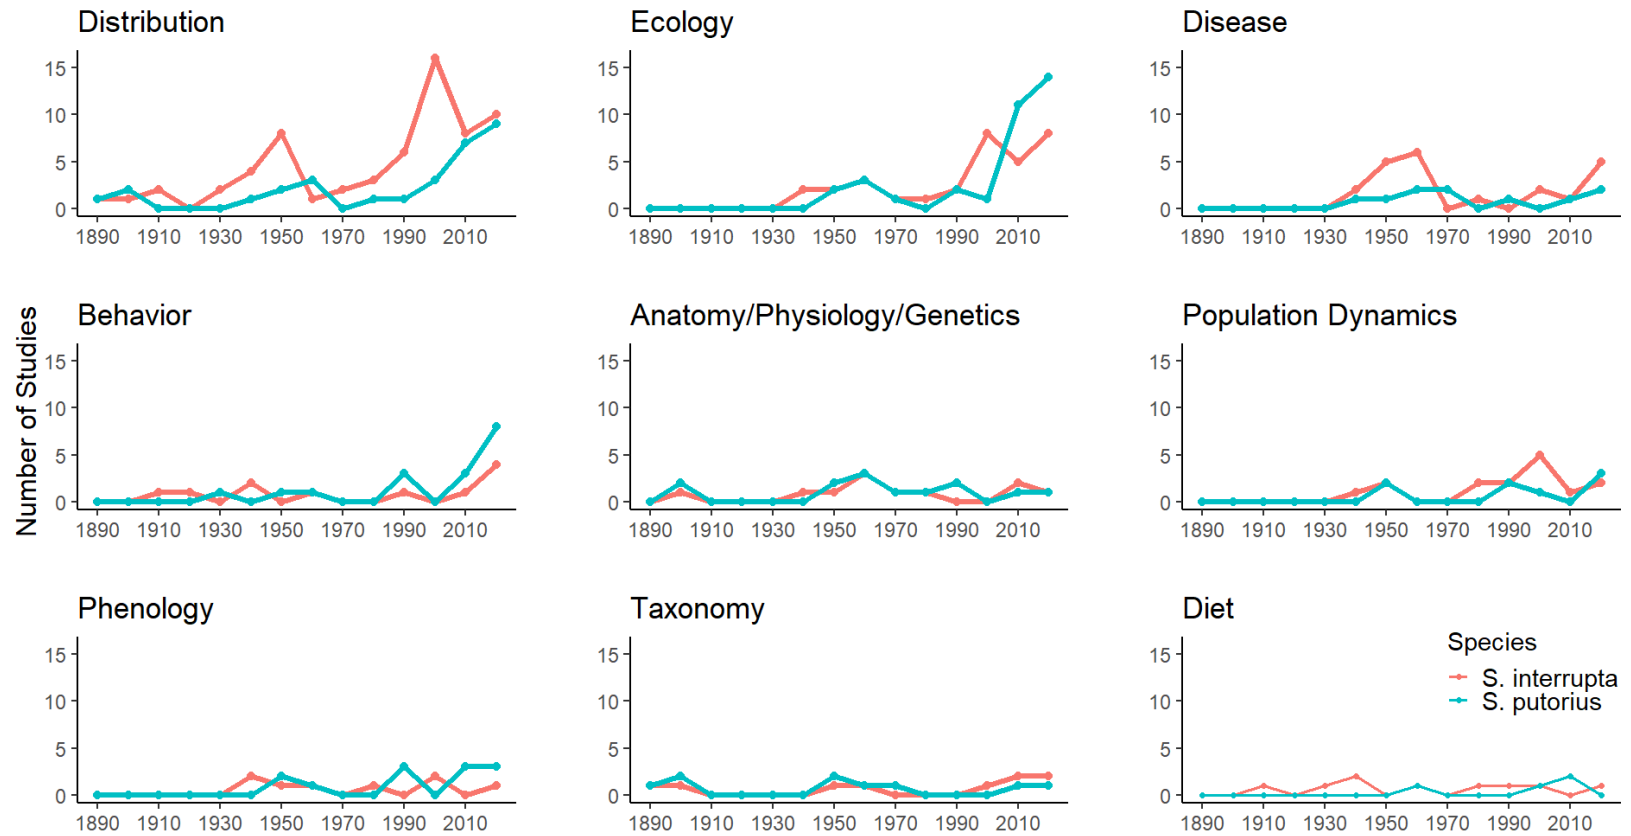 Distribution Ecology Disease
15 15 15
10 10 10
5 5 5
0 0 0
1890 1910 1930 1950 1970 1990 2010 1890 1910 1930 1950 1970 1990 2010 1890 1910 1930 1950 1970 1990 2010
Number of Studies
Behavior Anatomy/Physiology/Genetics Population Dynamics
15 15 15
10 10 10
5 5 5
0 0 0
1890 1910 1930 1950 1970 1990 2010 1890 1910 1930 1950 1970 1990 2010 1890 1910 1930 1950 1970 1990 2010
Phenology Taxonomy Diet
Species
15 15 15
S. interrupta
S. putorius
10 10 10
5 5 5
0 0 0
1890 1910 1930 1950 1970 1990 2010 1890 1910 1930 1950 1970 1990 2010 1890 1910 1930 1950 1970 1990 2010